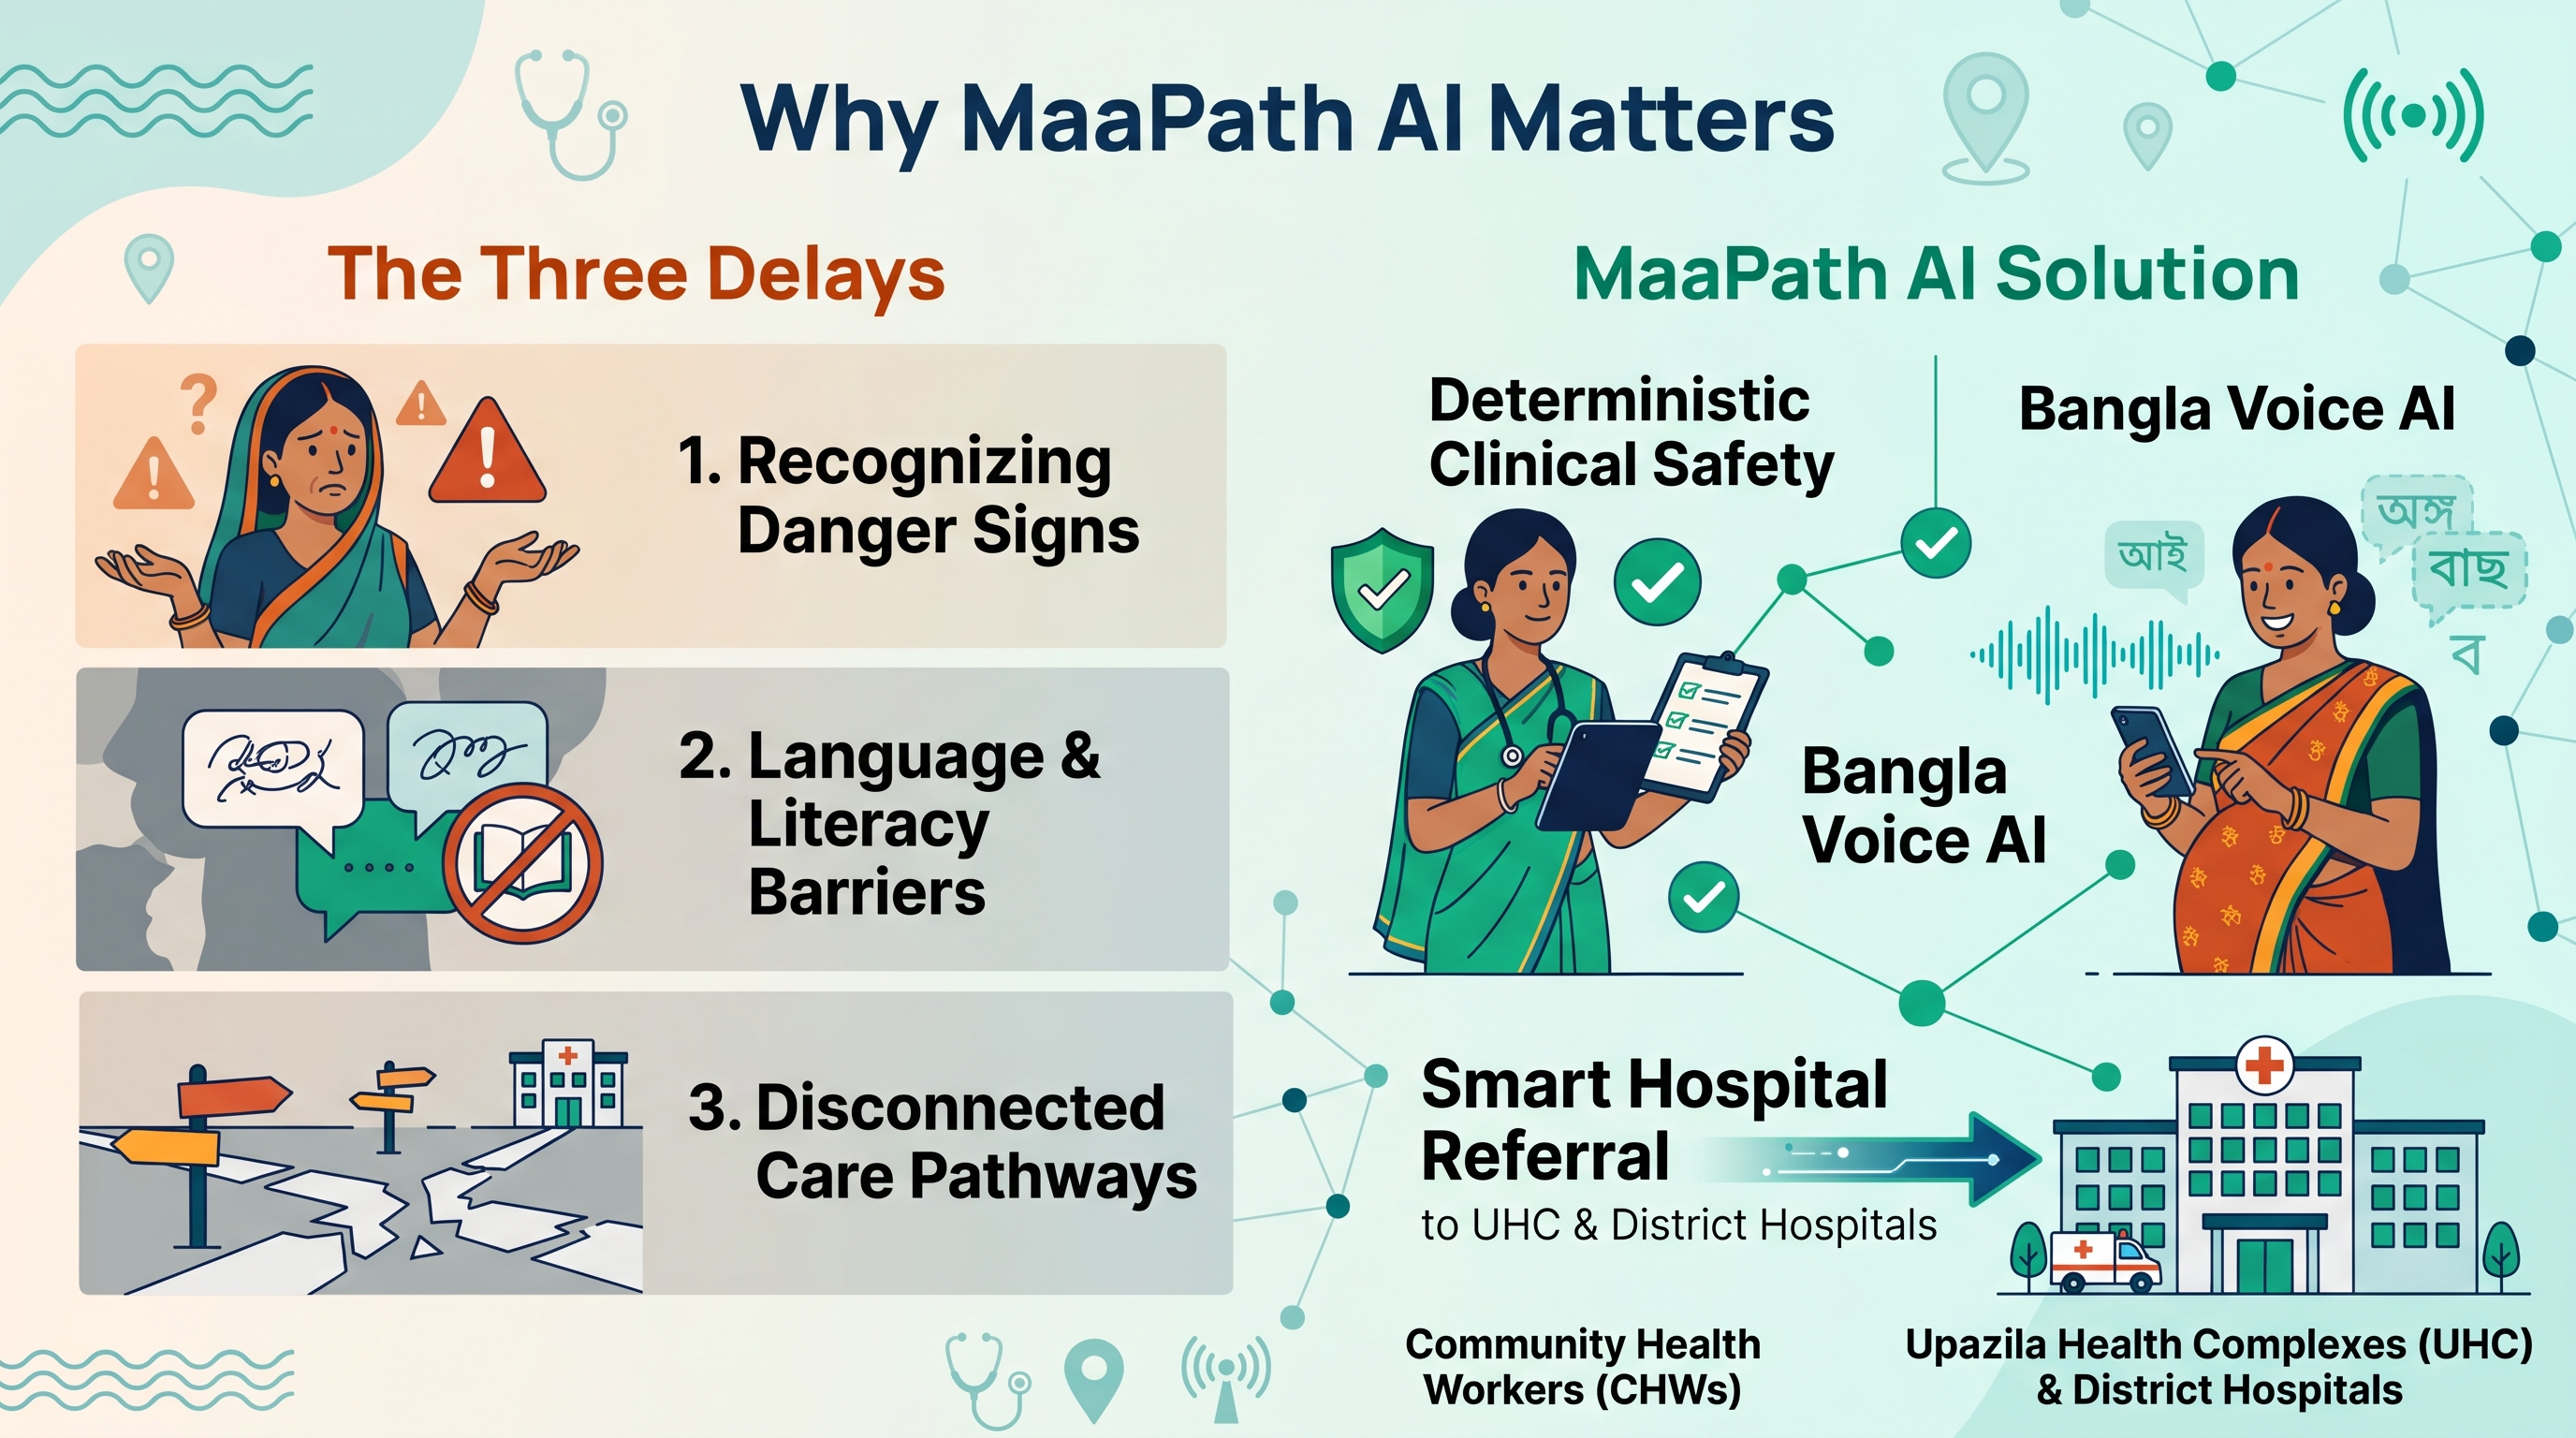 Why MaaPath AI Matters
The Three Delays
1. Recognizing
Danger Signs
2. Language &
Literacy
Barriers
3. Disconnected
Care Pathways
MaaPath AI Solution
Deterministic
Clinical Safety
Bangla Voice AI
আই
অঙ্গ
বাছ
ব
Bangla
Voice AI
Smart Hospital
Referral
to UHC & District Hospitals
Community Health
Workers (CHWs)
Upazila Health Complexes (UHC)
& District Hospitals